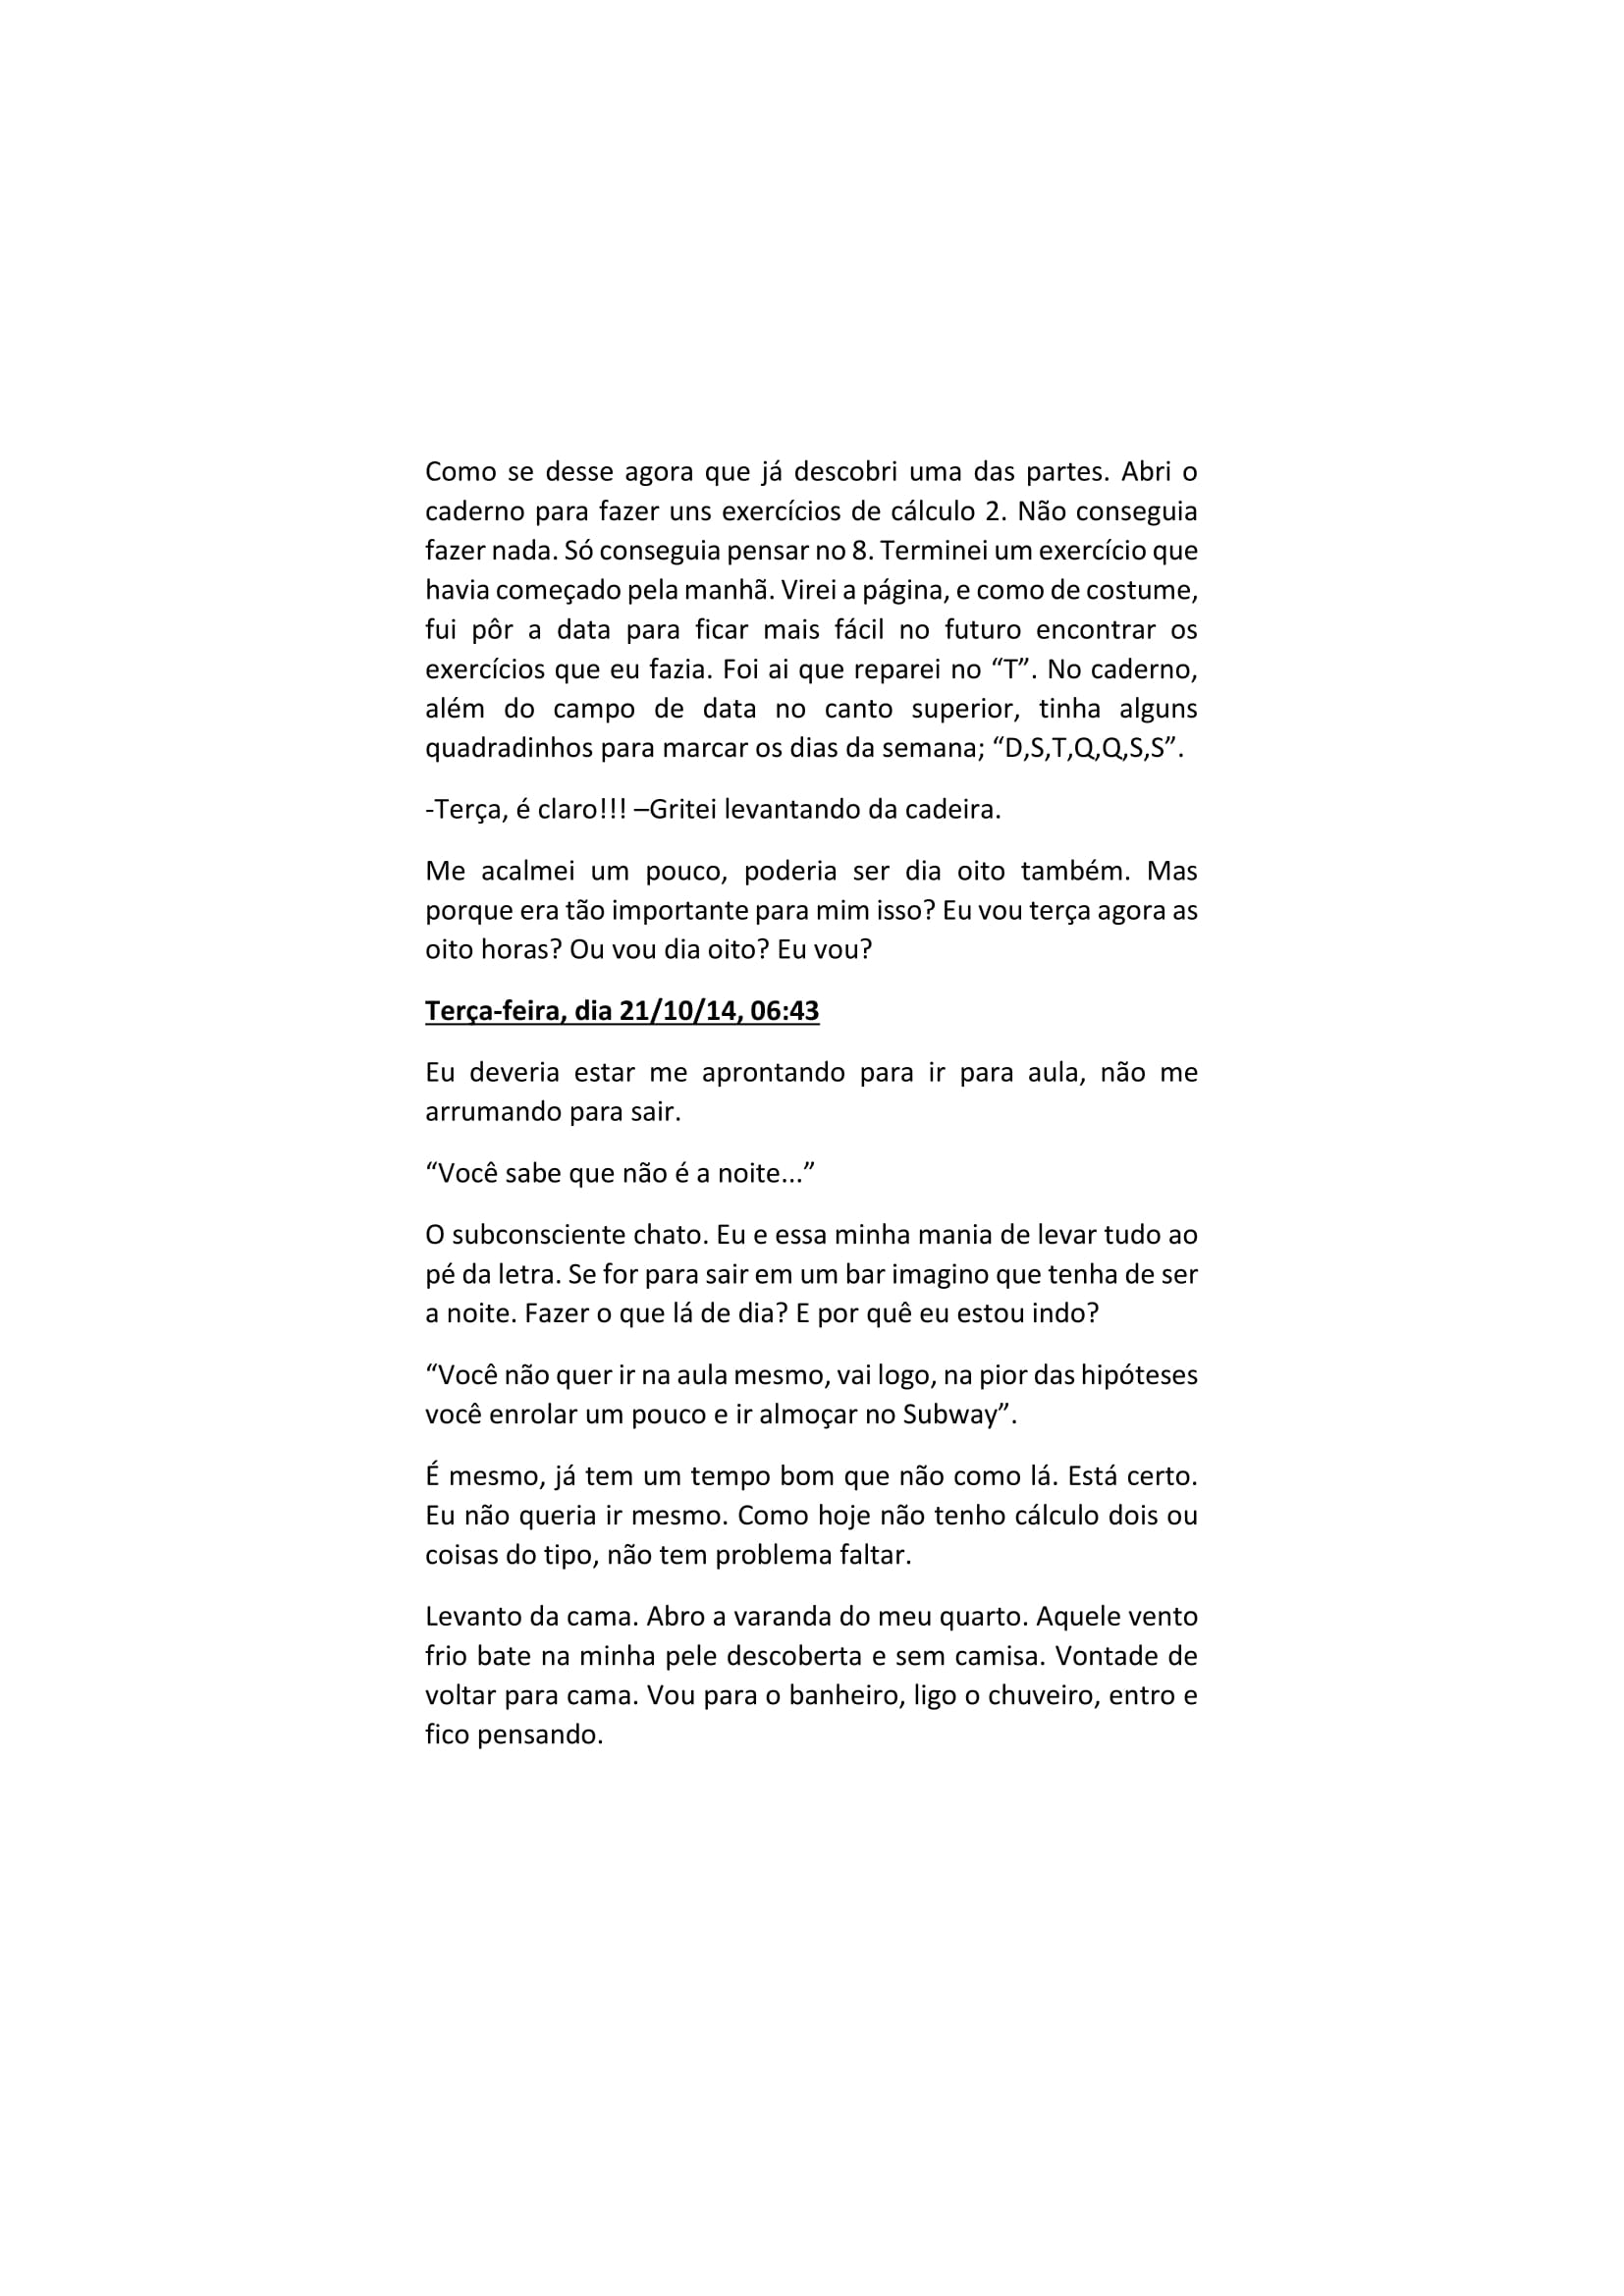 Como se desse agora que já descobri uma das partes. Abri o
caderno para fazer uns exercícios de cálculo 2. Não conseguia
fazer nada. Só conseguia pensar no 8. Terminei um exercício que
havia começado pela manhã. Virei a página, e como de costume,
fui pôr a data para ficar mais fácil no futuro encontrar os
exercícios que eu fazia. Foi ai que reparei no “T”. No caderno,
além do campo de data no canto superior, tinha alguns
quadradinhos para marcar os dias da semana; “D,S,T,Q,Q,S,S”.
-Terça, é claro!!! –Gritei levantando da cadeira.
Me acalmei um pouco, poderia ser dia oito também. Mas
porque era tão importante para mim isso? Eu vou terça agora as
oito horas? Ou vou dia oito? Eu vou?
Terça-feira, dia 21/10/14, 06:43
Eu deveria estar me aprontando para ir para aula, não me
arrumando para sair.
“Você sabe que não é a noite...”
O subconsciente chato. Eu e essa minha mania de levar tudo ao
pé da letra. Se for para sair em um bar imagino que tenha de ser
a noite. Fazer o que lá de dia? E por quê eu estou indo?
“Você não quer ir na aula mesmo, vai logo, na pior das hipóteses
você enrolar um pouco e ir almoçar no Subway”.
É mesmo, já tem um tempo bom que não como lá. Está certo.
Eu não queria ir mesmo. Como hoje não tenho cálculo dois ou
coisas do tipo, não tem problema faltar.
Levanto da cama. Abro a varanda do meu quarto. Aquele vento
frio bate na minha pele descoberta e sem camisa. Vontade de
voltar para cama. Vou para o banheiro, ligo o chuveiro, entro e
fico pensando.